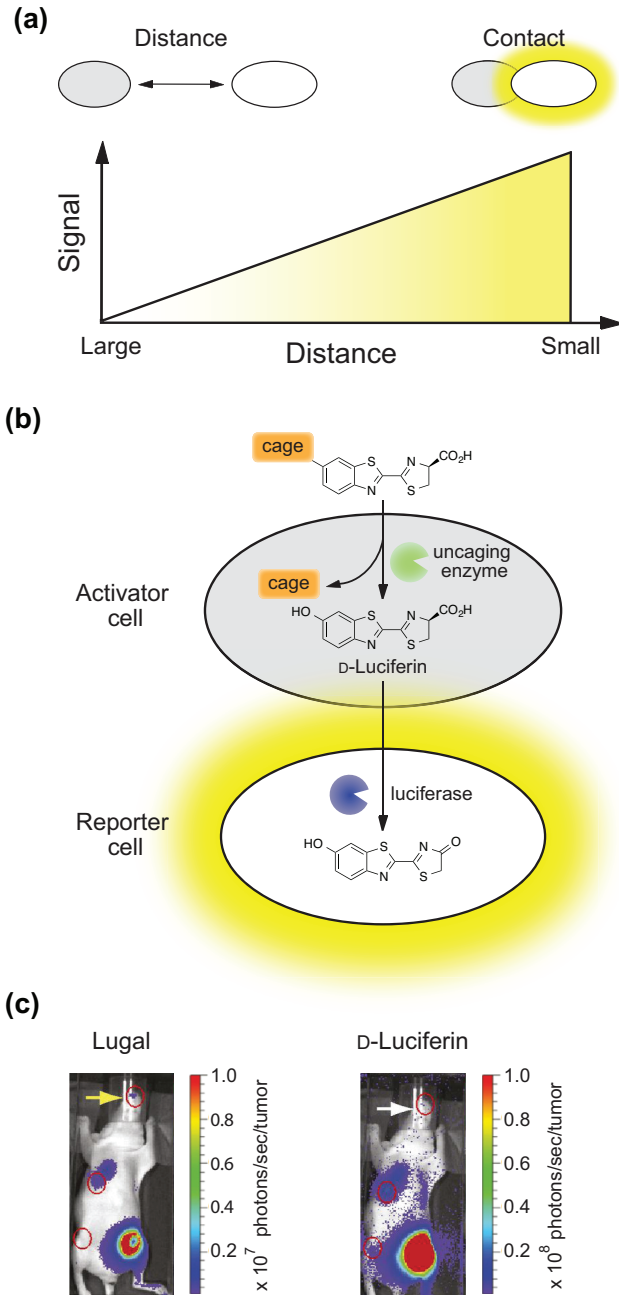 (a)
Distance
Contact
Signal
Large
Distance
Small
(b)
cage
S
N
N
S
CO2H
Activator
cell
cage
uncaging
enzyme
HO
S
N
N
S
CO2H
D-Luciferin
Reporter
cell
luciferase
HO
S
N
N
S
O
(c)
Lugal
1.0
0.8
0.6
0.4
0.2
x 10^7 photons/sec/tumor
D-Luciferin
1.0
0.8
0.6
0.4
0.2
x 10^8 photons/sec/tumor